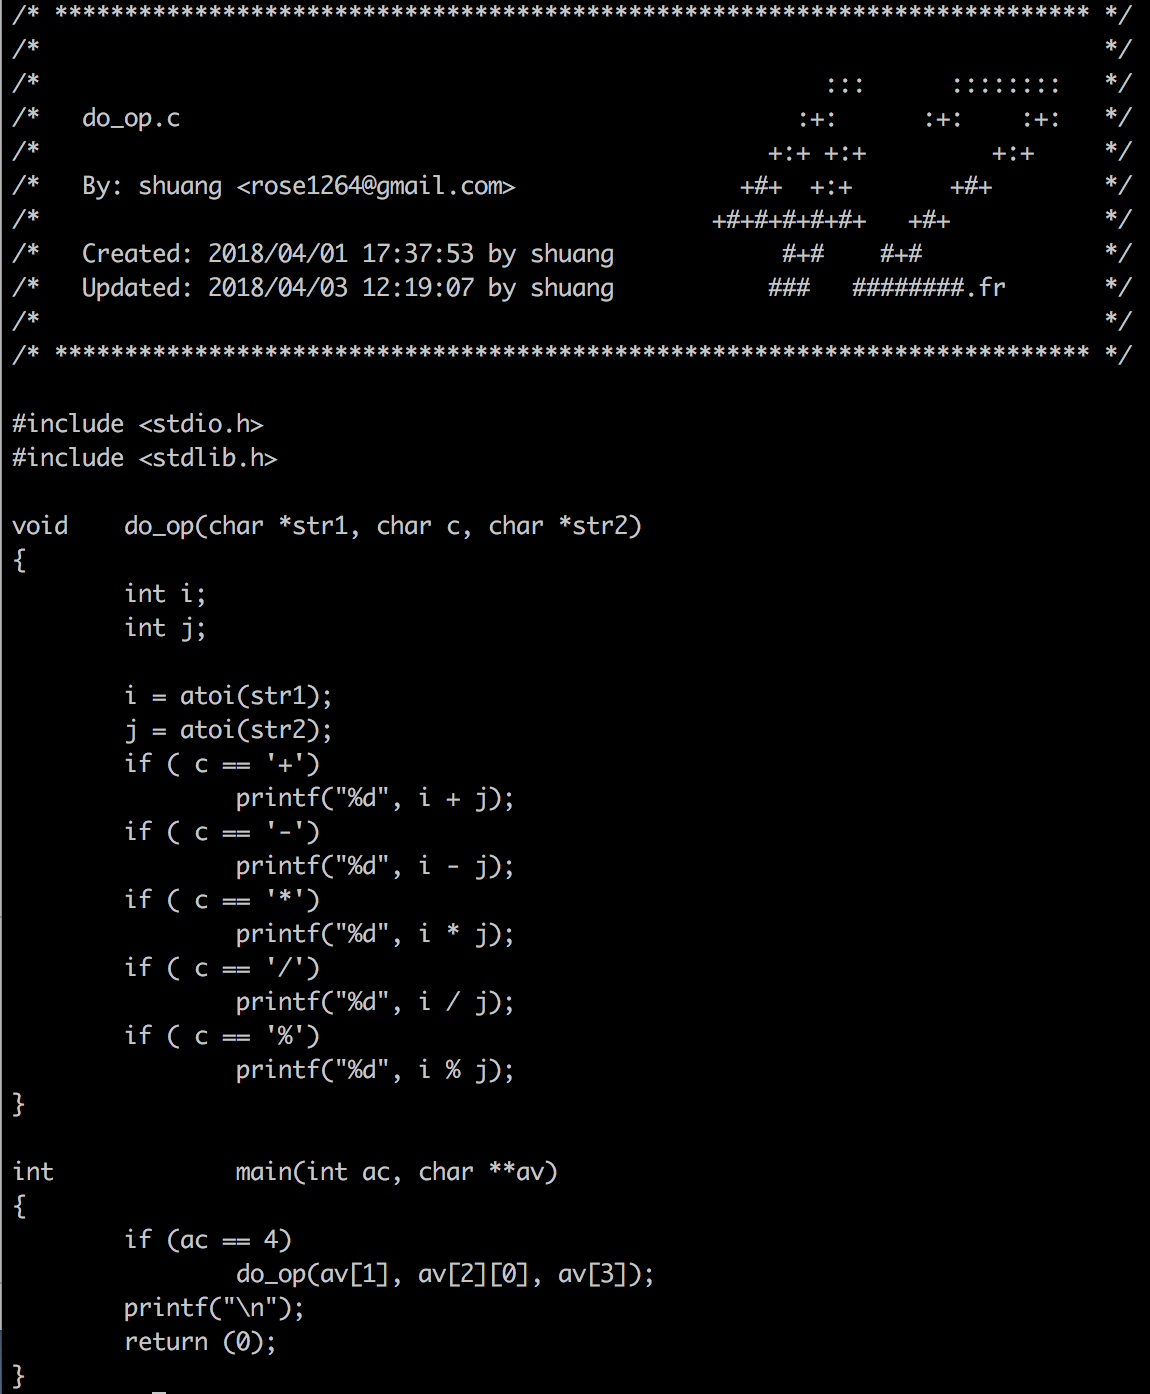 /* ************************************************************************** */
/*                                                                            */
/*                                                        :::      ::::::::   */
/*   do_op.c                                            :+:      :+:    :+:   */
/*                                                    +:+ +:+         +:+     */
/*   By: shuang <rose1264@gmail.com>                +#+  +:+       +#+        */
/*                                                +#+#+#+#+#+   +#+           */
/*   Created: 2018/04/01 17:37:53 by shuang            #+#    #+#             */
/*   Updated: 2018/04/03 12:19:07 by shuang           ###   ########.fr       */
/*                                                                            */
/* ************************************************************************** */

#include <stdio.h>
#include <stdlib.h>

void	do_op(char *str1, char c, char *str2)
{
	int i;
	int j;

	i = atoi(str1);
	j = atoi(str2);
	if ( c == '+')
		printf("%d", i + j);
	if ( c == '-')
		printf("%d", i - j);
	if ( c == '*')
		printf("%d", i * j);
	if ( c == '/')
		printf("%d", i / j);
	if ( c == '%')
		printf("%d", i % j);
}

int		main(int ac, char **av)
{
	if (ac == 4)
		do_op(av[1], av[2][0], av[3]);
	printf("\n");
	return (0);
}